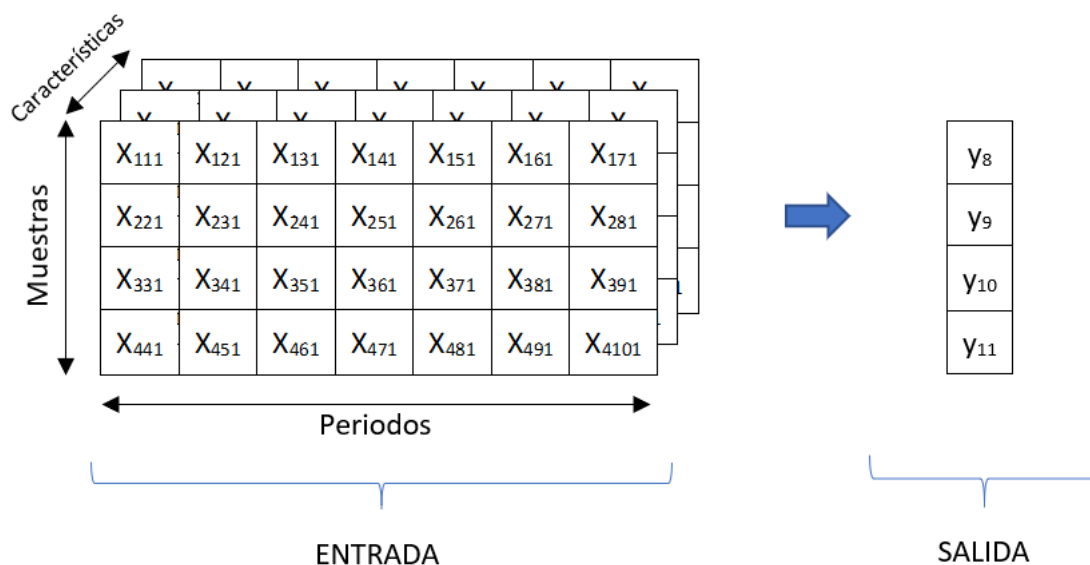 Características
X111 X121 X131 X141 X151 X161 X171
X221 X231 X241 X251 X261 X271 X281
X331 X341 X351 X361 X371 X381 X391
X441 X451 X461 X471 X481 X491 X4101
Muestras
Periodos
ENTRADA
y8
y9
y10
y11
SALIDA